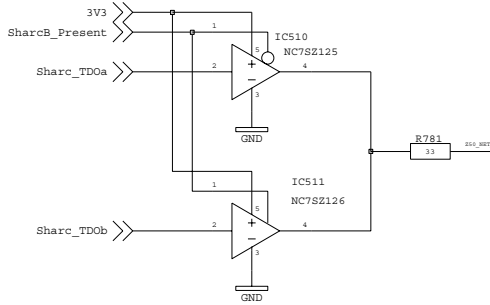 3V3
SharcB_Present
1
IC510
NC7SZ125
5
Sharc_TDOa
2
+
−
4
3
GND
R781
33
Z50_NET
1
IC511
NC7SZ126
5
Sharc_TDOb
2
+
−
4
3
GND